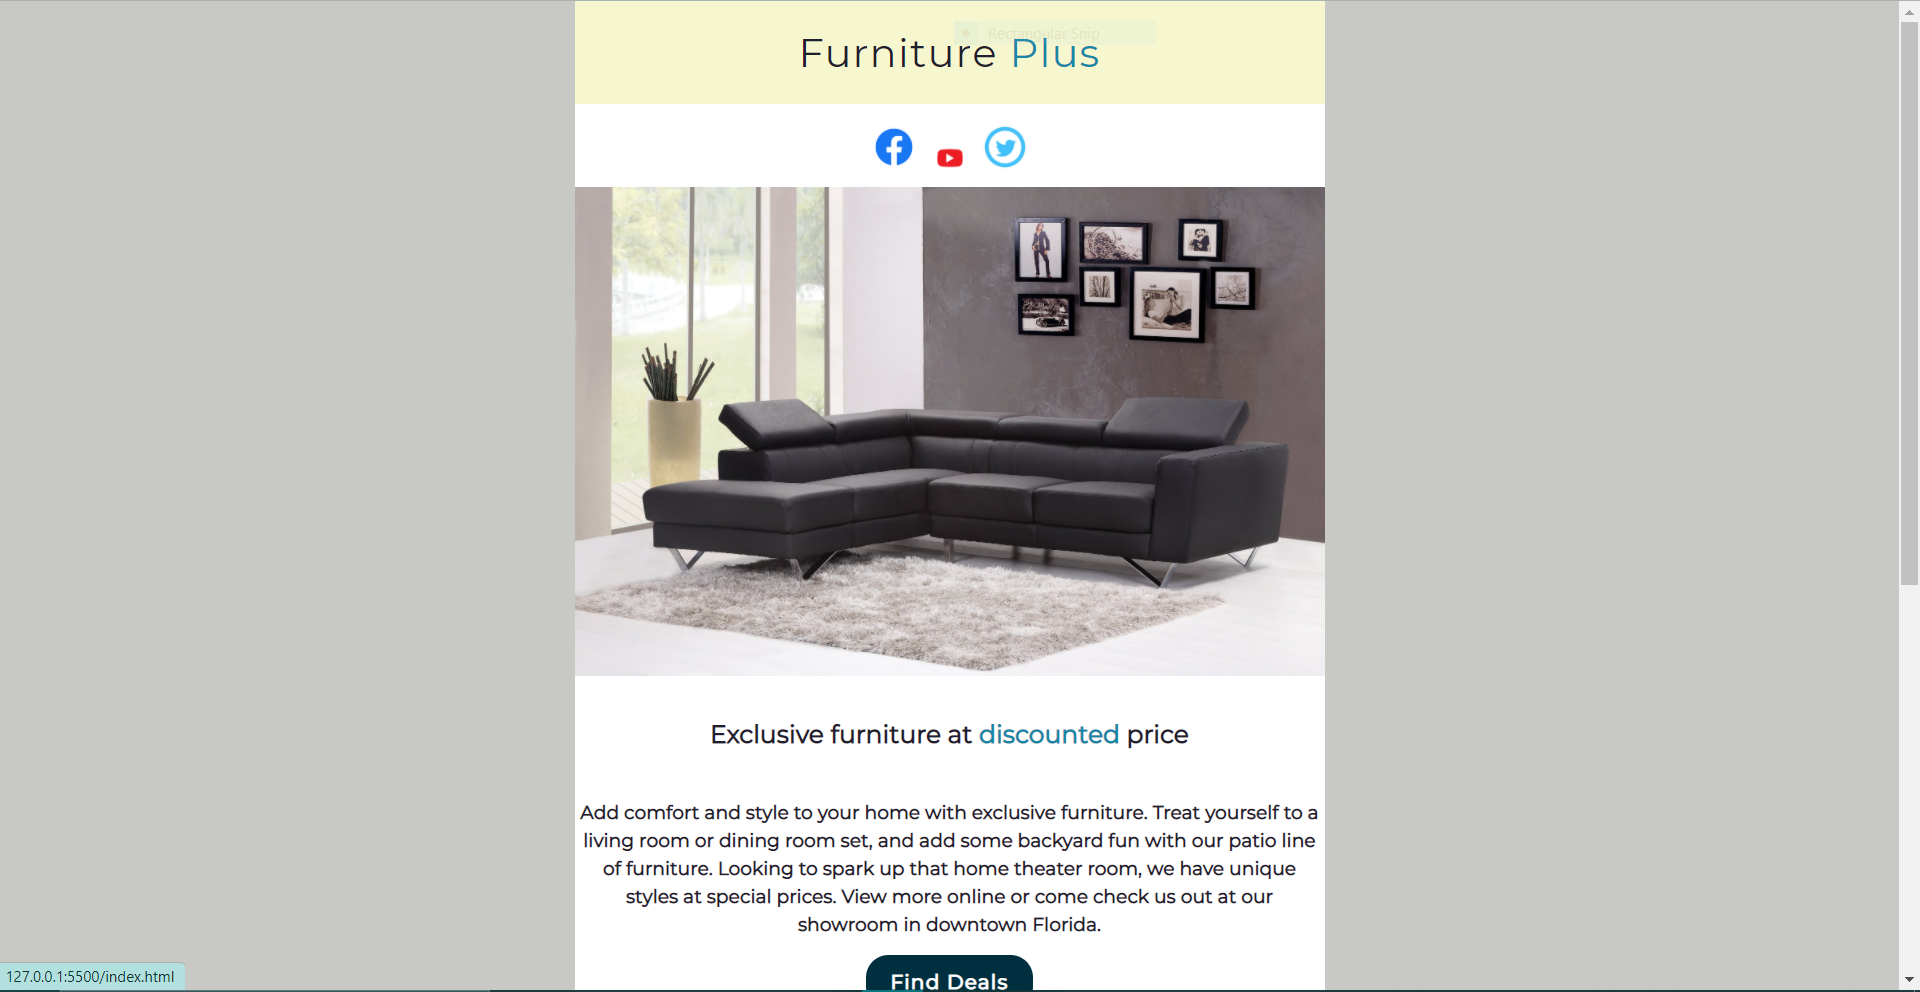 Rectangular Snip
Furniture Plus
Exclusive furniture at discounted price
Add comfort and style to your home with exclusive furniture. Treat yourself to a
living room or dining room set, and add some backyard fun with our patio line
of furniture. Looking to spark up that home theater room, we have unique
styles at special prices. View more online or come check us out at our
showroom in downtown Florida.
Find Deals
127.0.0.1:5500/index.html